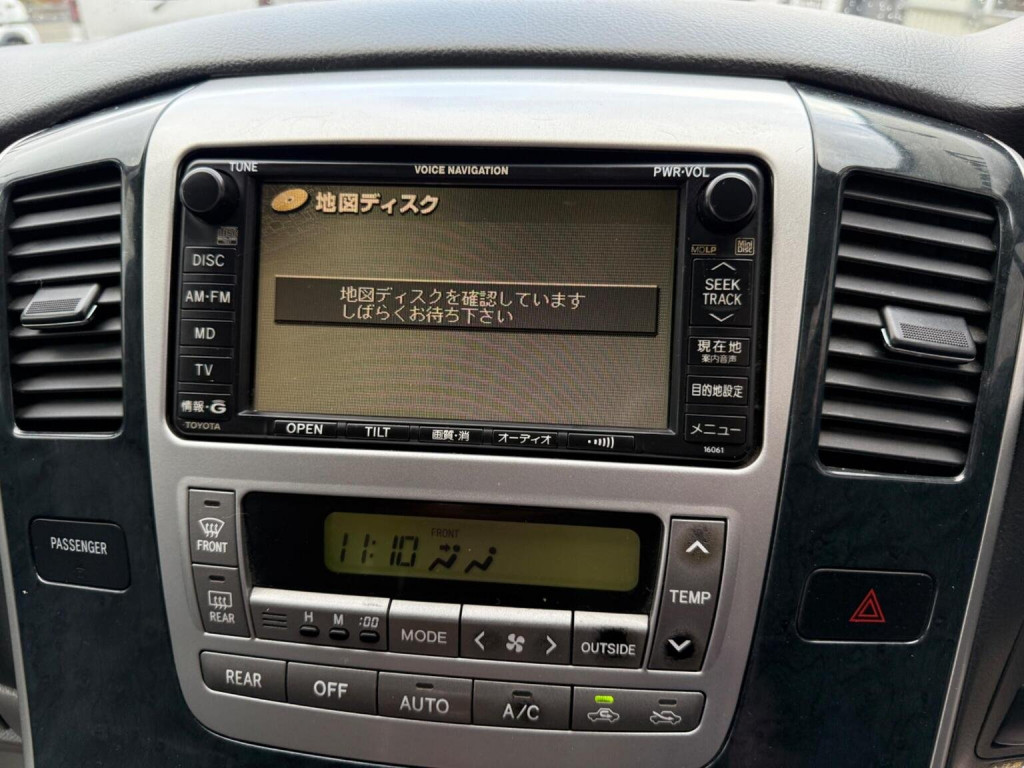 TUNE
VOICE NAVIGATION
PWR·VOL
地図ディスク
DISC
AM·FM
MD
TV
情報·G
TOYOTA
地図ディスクを確認しています
しばらくお待ち下さい
MDLP
Mini Disc
SEEK
TRACK
現在地
案内音声
目的地設定
メニュー
16061
OPEN
TILT
画質·消
オーディオ
PASSENGER
FRONT
REAR
11:10
FRONT
H
M
:00
MODE
OUTSIDE
TEMP
REAR
OFF
AUTO
A/C